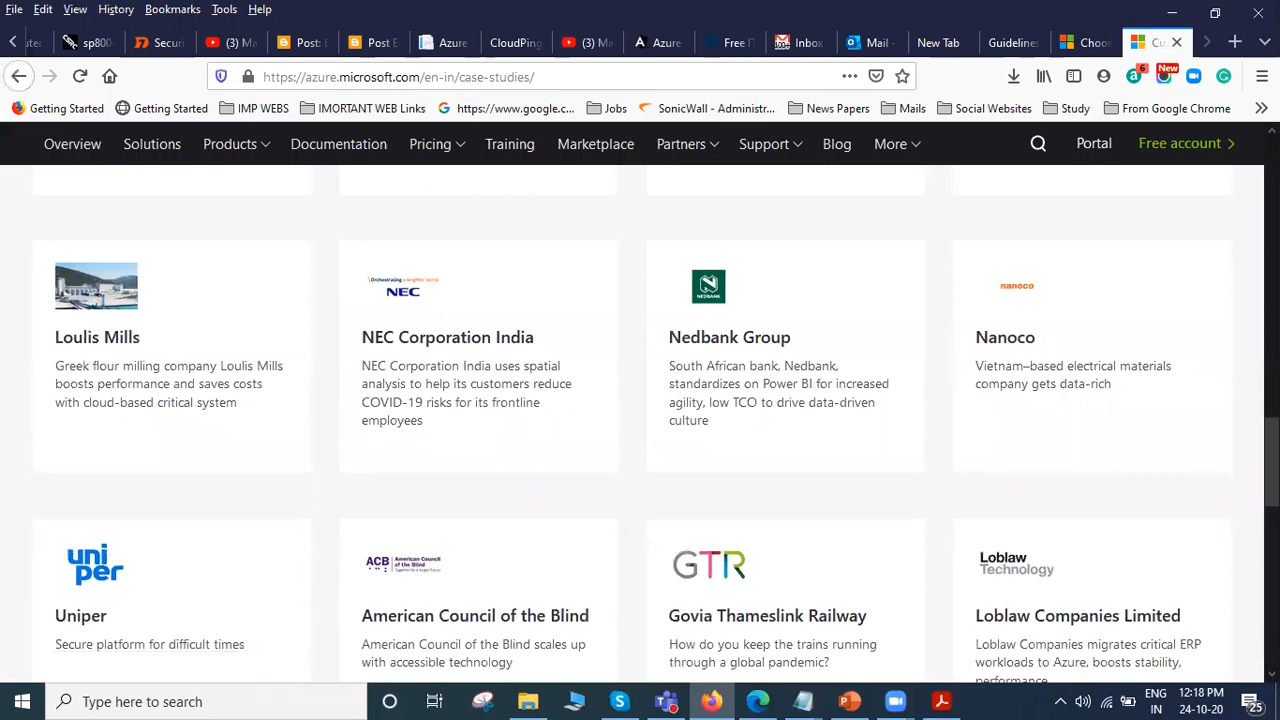 File Edit View History Bookmarks Tools Help
sp800- Securi (3) Ma Post: E Post E Azure CloudPing (3) Ma Azure Free IT Inbox Mail - New Tab Guidelines Choos Cu
https://azure.microsoft.com/en-in/case-studies/
6 New
Getting Started Getting Started IMP WEBS IMORTANT WEB Links https://www.google.c... Jobs SonicWall - Administr... News Papers Mails Social Websites Study From Google Chrome
Overview Solutions Products Pricing Documentation Training Marketplace Partners Support Blog More Portal Free account
Loulis Mills
Greek flour milling company Loulis Mills
boosts performance and saves costs
with cloud-based critical system
Orchestrating a brighter world
NEC
NEC Corporation India
NEC Corporation India uses spatial
analysis to help its customers reduce
COVID-19 risks for its frontline
employees
NEDBANK
Nedbank Group
South African bank, Nedbank,
standardizes on Power BI for increased
agility, low TCO to drive data-driven
culture
nanoco
Nanoco
Vietnam–based electrical materials
company gets data-rich
uni
per
Uniper
Secure platform for difficult times
ACB American Council
of the Blind
American Council of the Blind
American Council of the Blind scales up
with accessible technology
GTR
Govia Thameslink Railway
How do you keep the trains running
through a global pandemic?
Loblaw
Technology
Loblaw Companies Limited
Loblaw Companies migrates critical ERP
workloads to Azure, boosts stability,
performance
Type here to search
ENG
IN
12:18 PM
24-10-20
25